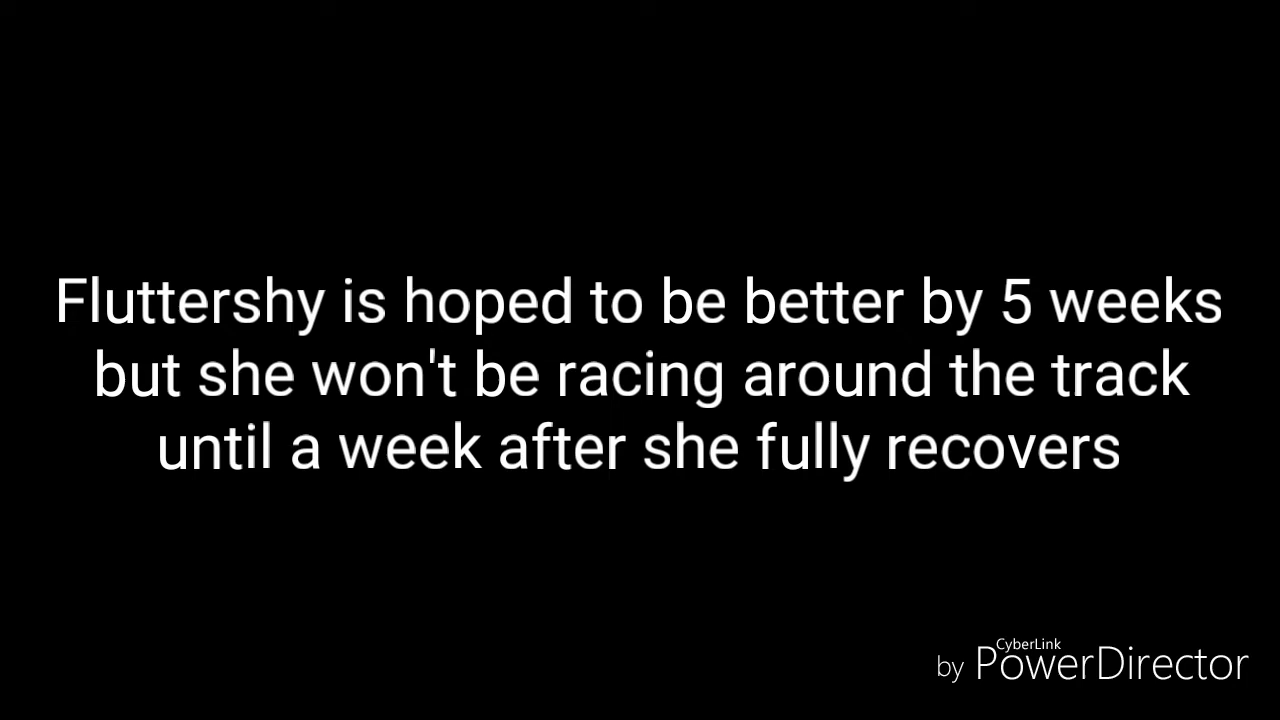 Fluttershy is hoped to be better by 5 weeks
but she won't be racing around the track
until a week after she fully recovers
CyberLink
by PowerDirector